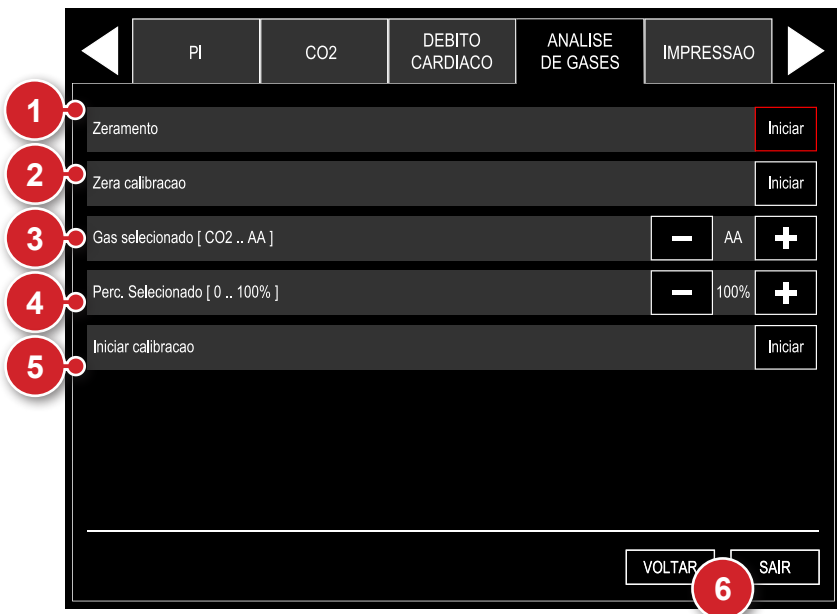 PI
CO2
DEBITO
CARDIACO
ANALISE
DE GASES
IMPRESSAO
1
Zeramento
Iniciar
2
Zera calibracao
Iniciar
3
Gas selecionado [ CO2 .. AA ]
AA
4
Perc. Selecionado [ 0 .. 100% ]
100%
5
Iniciar calibracao
Iniciar
VOLTAR
SAIR
6